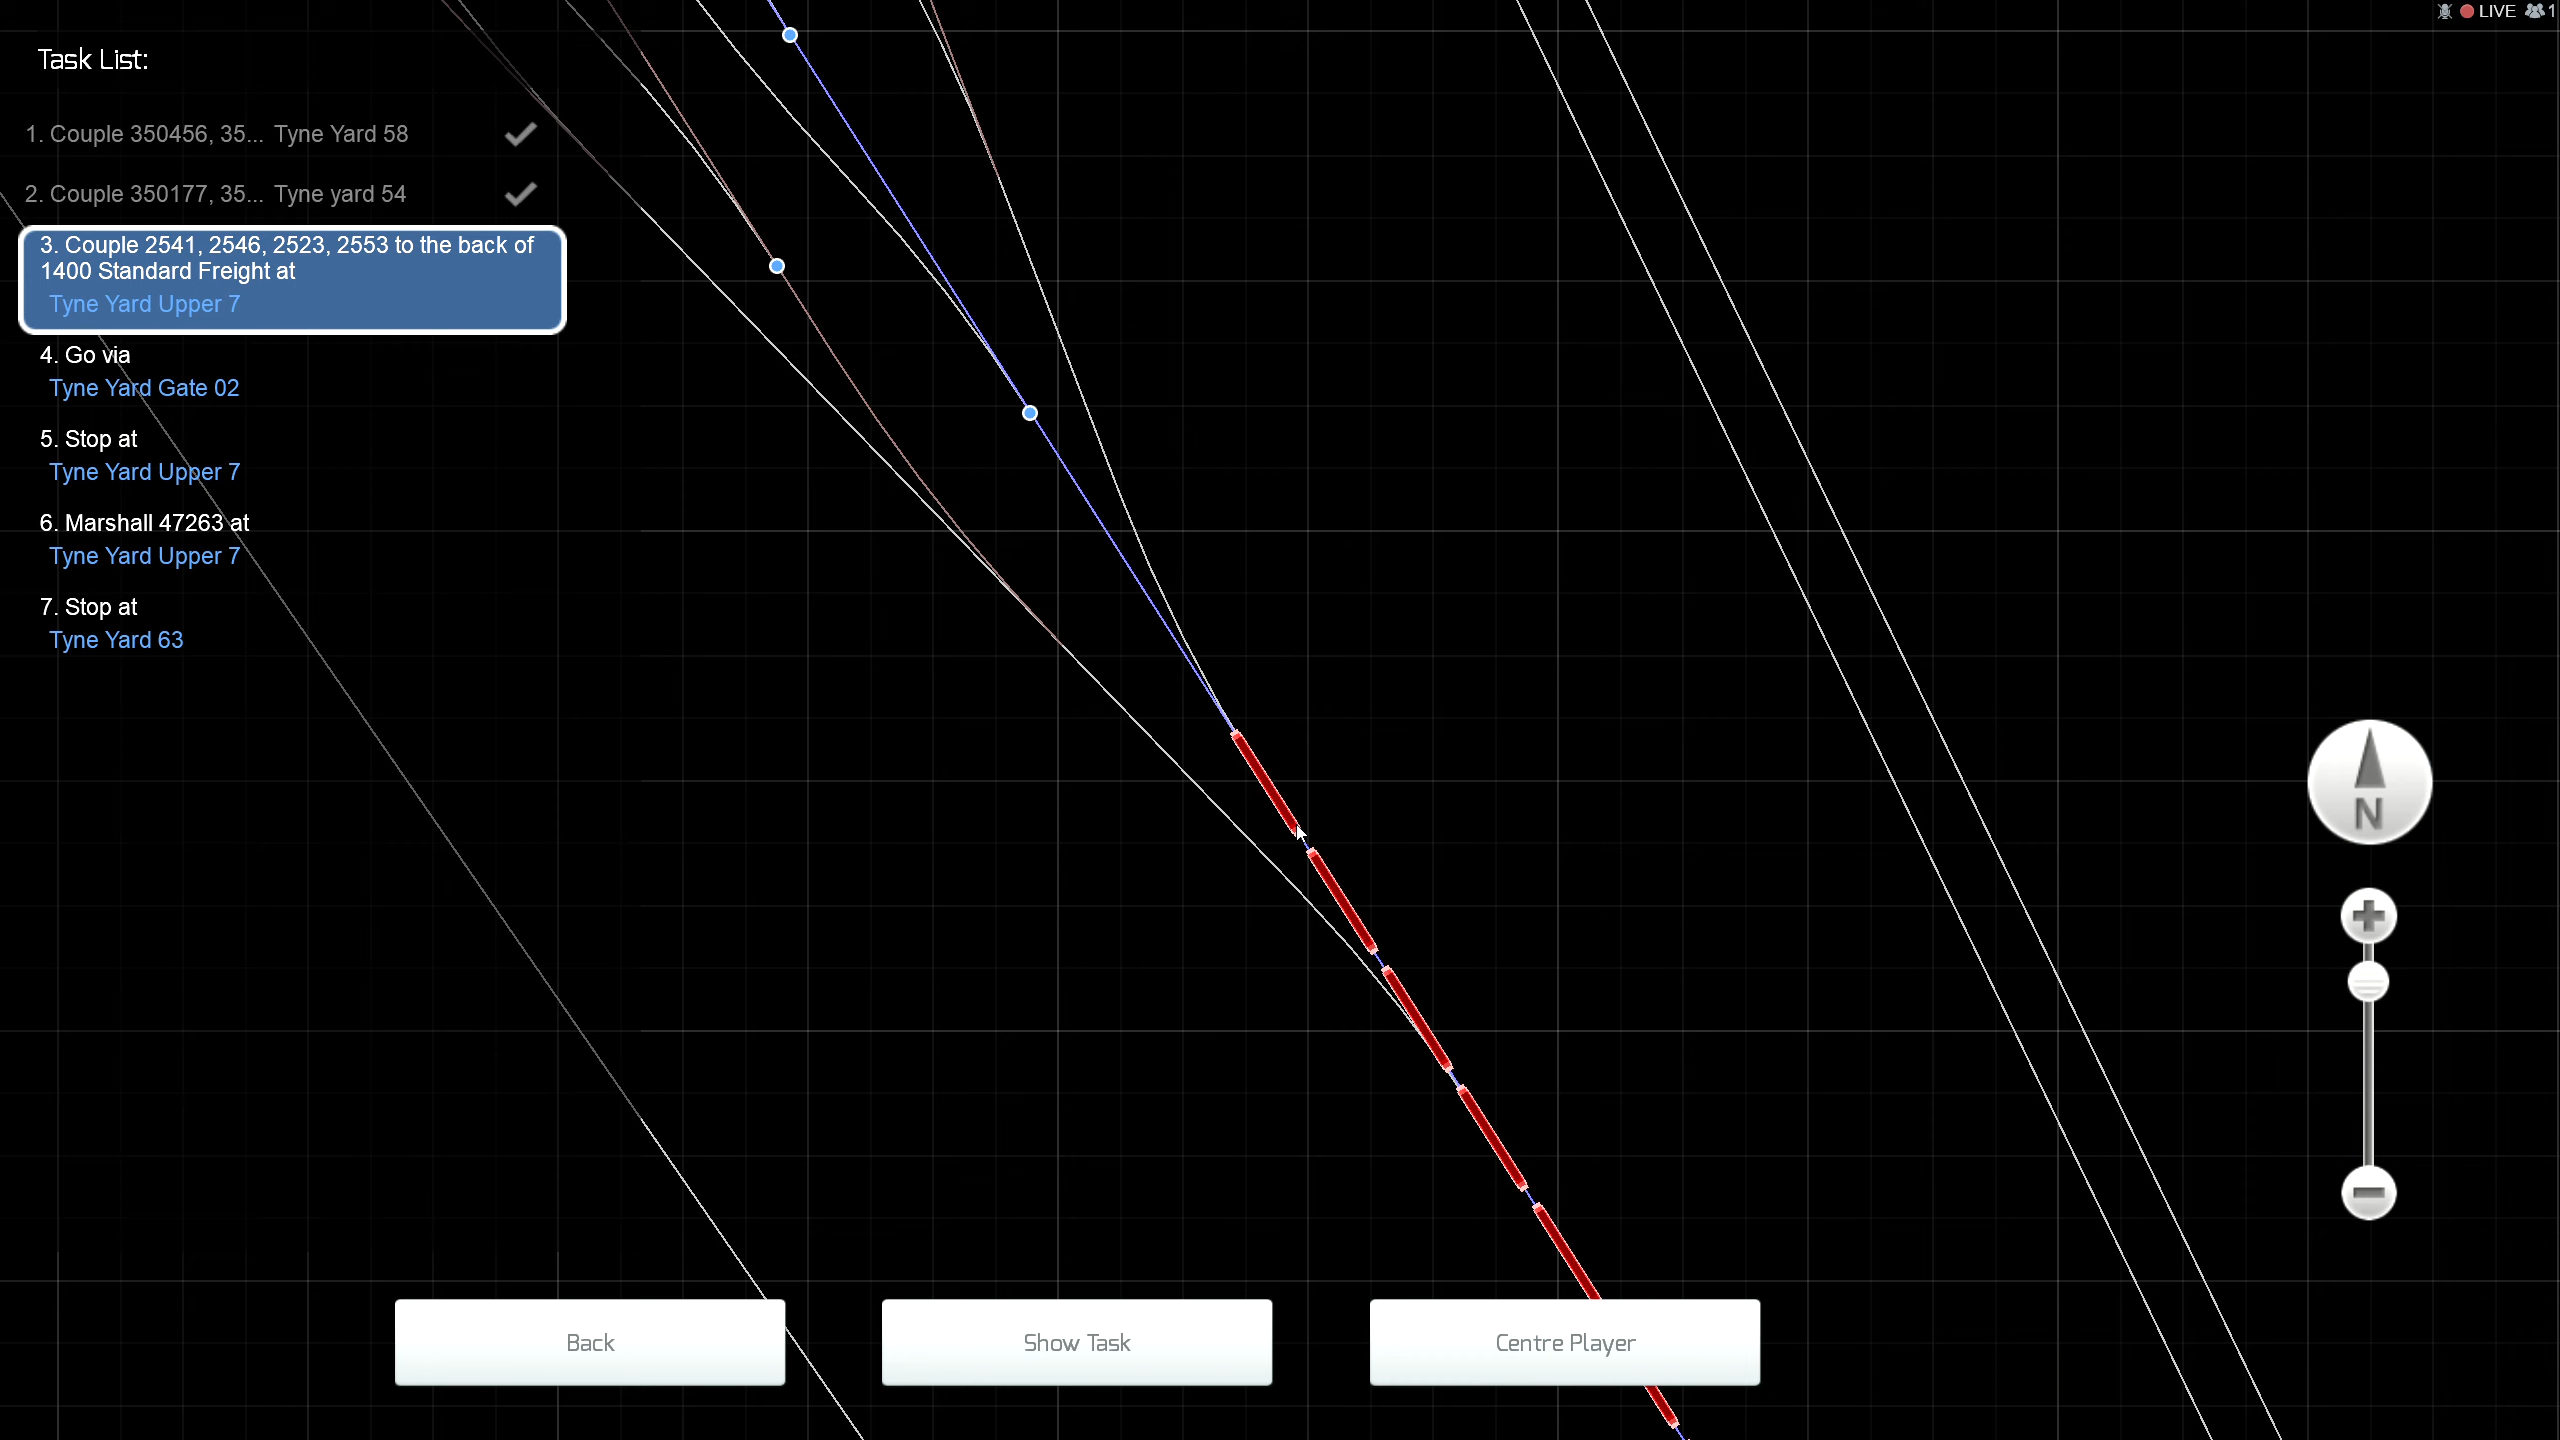 LIVE 1
Task List:
1. Couple 350456, 35... Tyne Yard 58
2. Couple 350177, 35... Tyne yard 54
3. Couple 2541, 2546, 2523, 2553 to the back of
1400 Standard Freight at
Tyne Yard Upper 7
4. Go via
Tyne Yard Gate 02
5. Stop at
Tyne Yard Upper 7
6. Marshall 47263 at
Tyne Yard Upper 7
7. Stop at
Tyne Yard 63
N
Back
Show Task
Centre Player